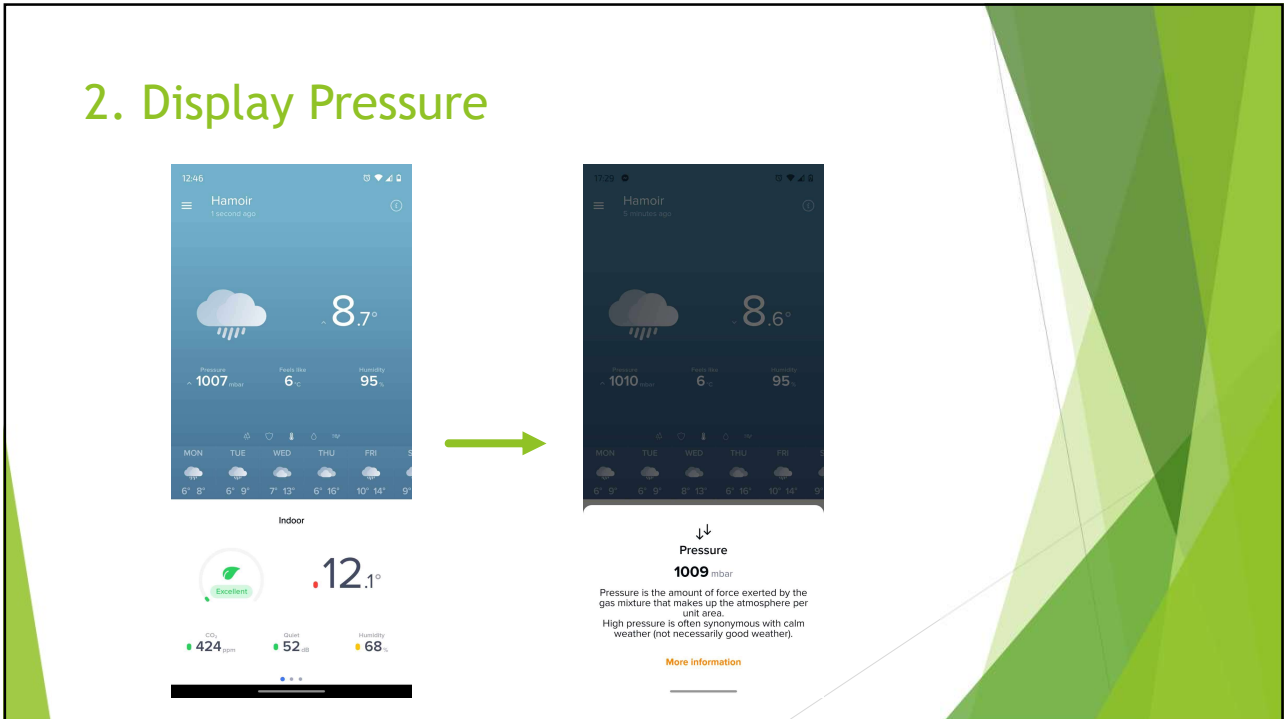 2. Display Pressure
12:46
Hamoir
1 second ago
8.7°
Pressure Feels like Humidity
1007 mbar 6 °C 95 %
MON TUE WED THU FRI S
6° 8° 6° 9° 7° 13° 6° 16° 10° 14° 9°
Indoor
Excellent
12.1°
CO₂ Quiet Humidity
424 ppm 52 dB 68 %
17:29
Hamoir
5 minutes ago
8.6°
Pressure Feels like Humidity
1010 mbar 6 °C 95 %
MON TUE WED THU FRI S
6° 9° 6° 9° 8° 13° 6° 16° 10° 14° 9°
Pressure
1009 mbar
Pressure is the amount of force exerted by the
gas mixture that makes up the atmosphere per
unit area.
High pressure is often synonymous with calm
weather (not necessarily good weather).
More information